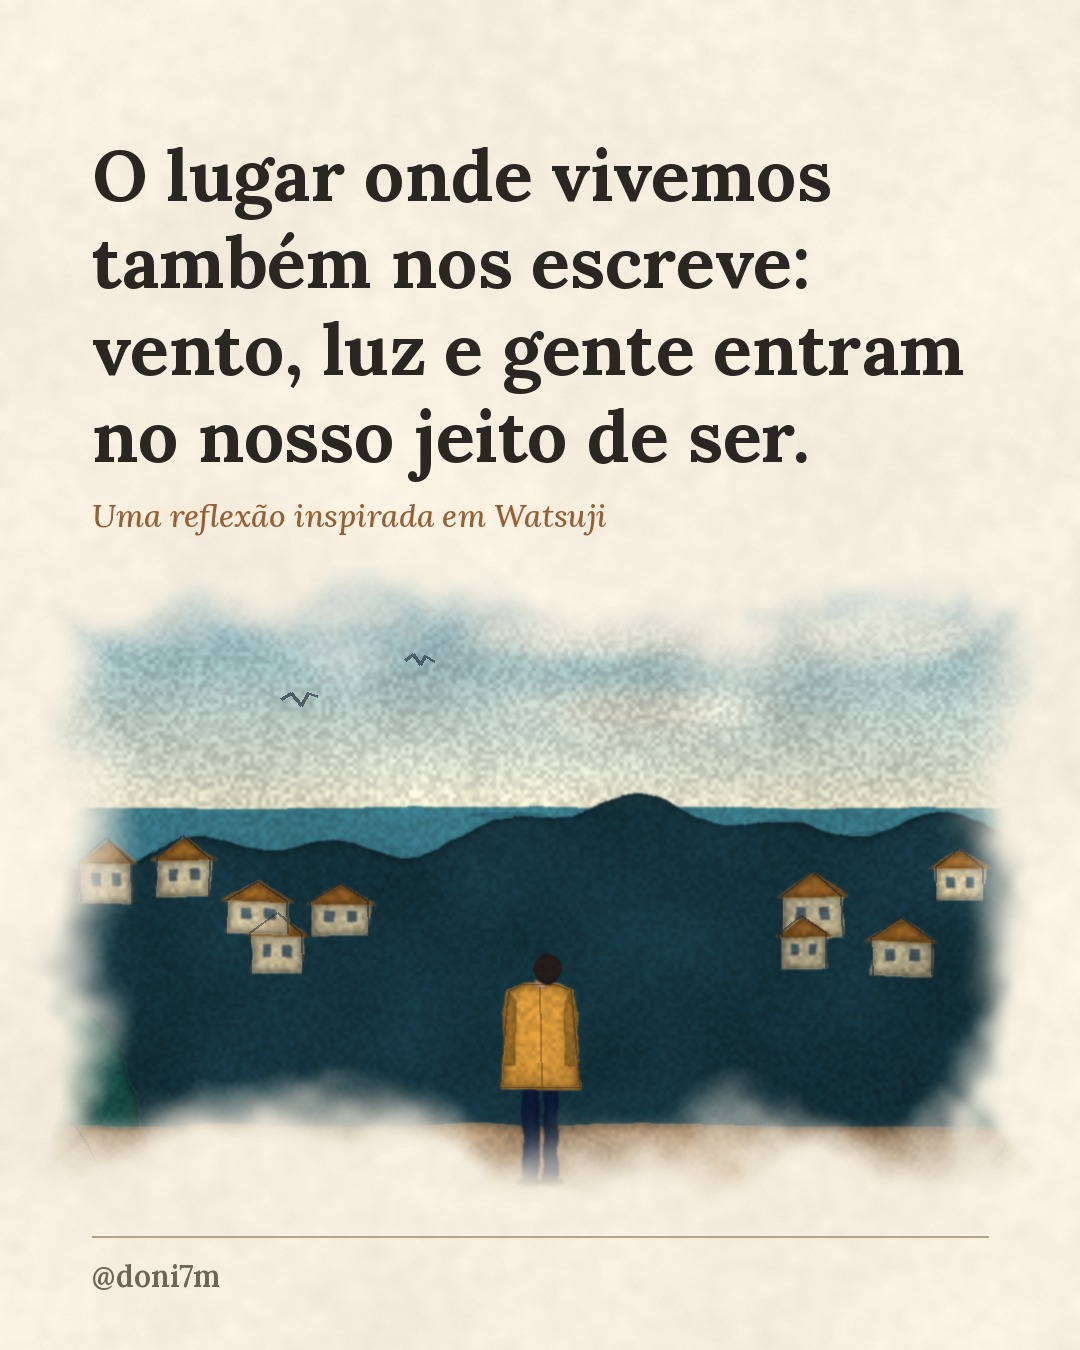 O lugar onde vivemos
também nos escreve:
vento, luz e gente entram
no nosso jeito de ser.
Uma reflexão inspirada em Watsuji
@doni7m